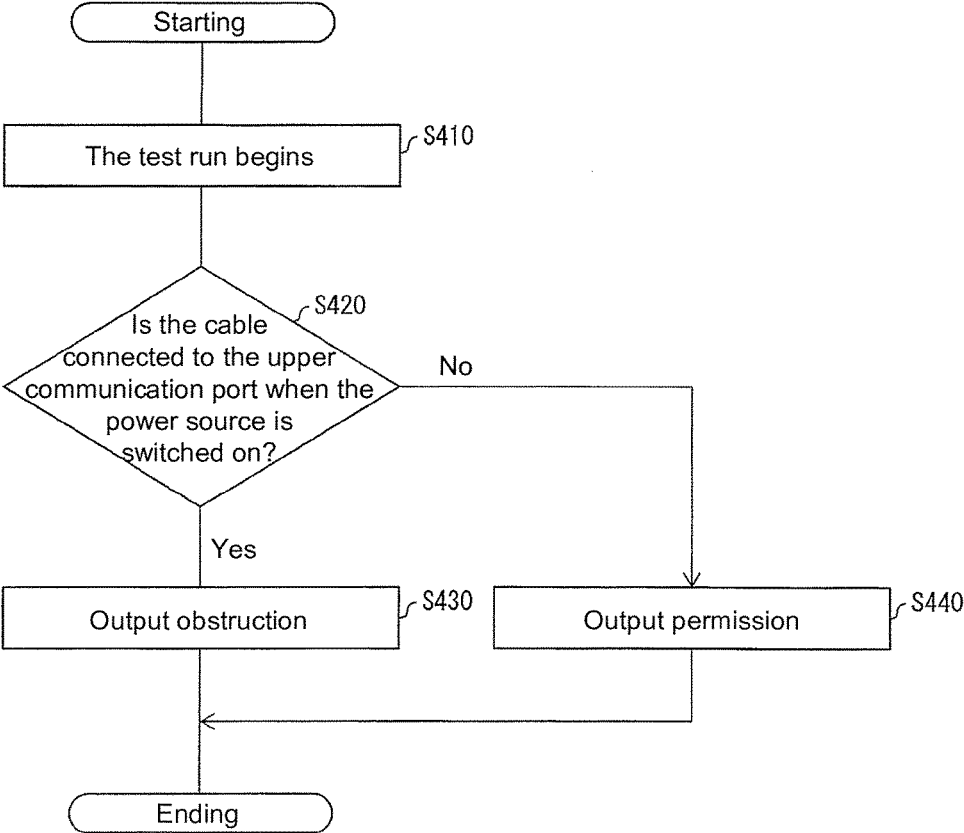 Starting
The test run begins
S410
S420
Is the cable
connected to the upper
communication port when the
power source is
switched on?
No
Yes
Output obstruction
S430
Output permission
S440
Ending